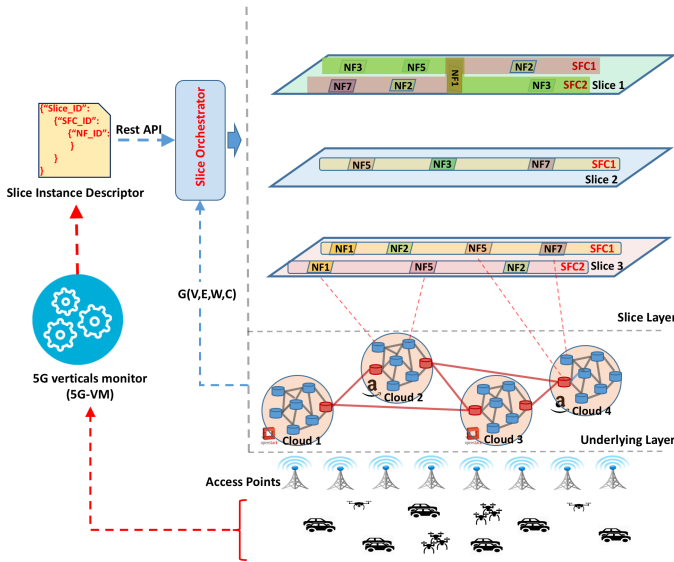 {“Slice_ID”:
{“SFC_ID”:
{“NF_ID”:
}
}
}
Slice Instance Descriptor
Rest API
Slice Orchestrator
G(V,E,W,C)
5G verticals monitor
(5G-VM)
NF3
NF5
NF2
SFC1
NF1
NF7
NF2
NF3
SFC2
Slice 1
NF5
NF3
NF7
SFC1
Slice 2
NF1
NF2
NF5
NF7
SFC1
NF1
NF5
NF2
SFC2
Slice 3
Slice Layer
Cloud 2
a
Cloud 4
a
Cloud 1
openstack
Cloud 3
openstack
Underlying Layer
Access Points